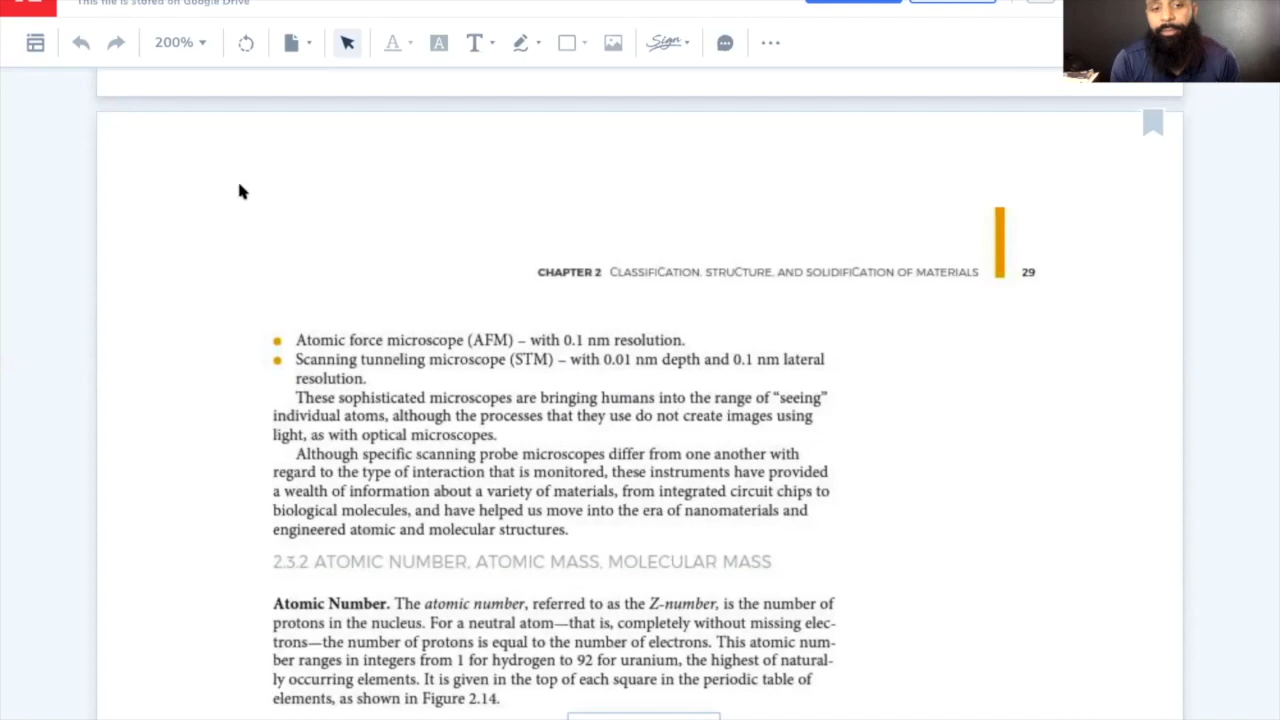 This file is stored on Google Drive
200%
A
A
T
Sign
CHAPTER 2 CLASSIFICATION, STRUCTURE, AND SOLIDIFICATION OF MATERIALS 29
Atomic force microscope (AFM) – with 0.1 nm resolution.
Scanning tunneling microscope (STM) – with 0.01 nm depth and 0.1 nm lateral
resolution.
These sophisticated microscopes are bringing humans into the range of “seeing”
individual atoms, although the processes that they use do not create images using
light, as with optical microscopes.
Although specific scanning probe microscopes differ from one another with
regard to the type of interaction that is monitored, these instruments have provided
a wealth of information about a variety of materials, from integrated circuit chips to
biological molecules, and have helped us move into the era of nanomaterials and
engineered atomic and molecular structures.
2.3.2 ATOMIC NUMBER, ATOMIC MASS, MOLECULAR MASS
Atomic Number. The atomic number, referred to as the Z-number, is the number of
protons in the nucleus. For a neutral atom—that is, completely without missing elec-
trons—the number of protons is equal to the number of electrons. This atomic num-
ber ranges in integers from 1 for hydrogen to 92 for uranium, the highest of natural-
ly occurring elements. It is given in the top of each square in the periodic table of
elements, as shown in Figure 2.14.